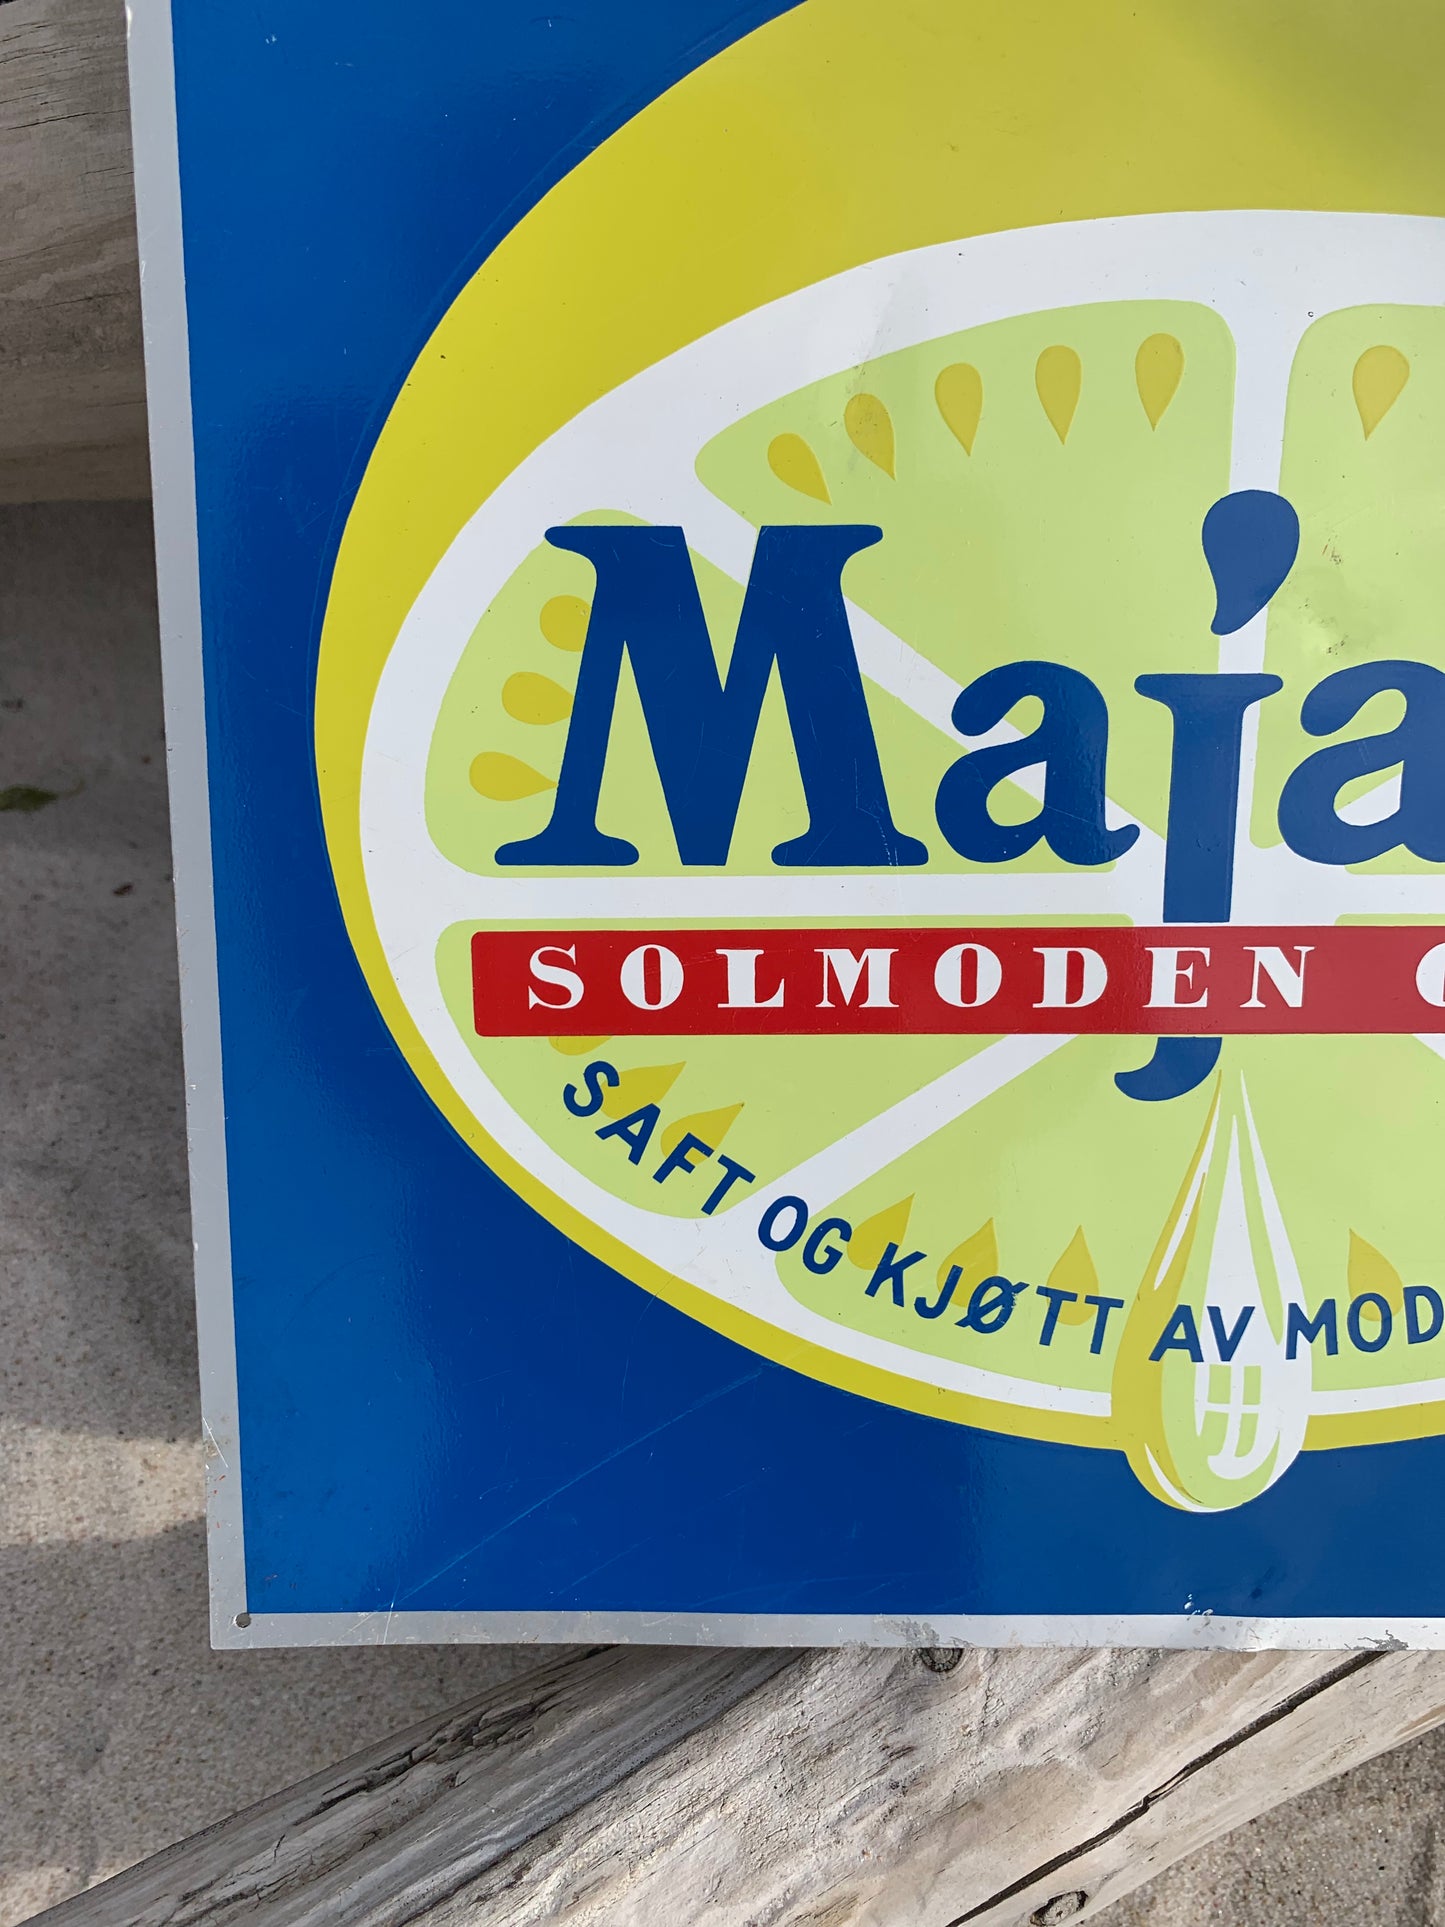 Maja
SOLMODEN
SAFT OG KJØTT AV MOD